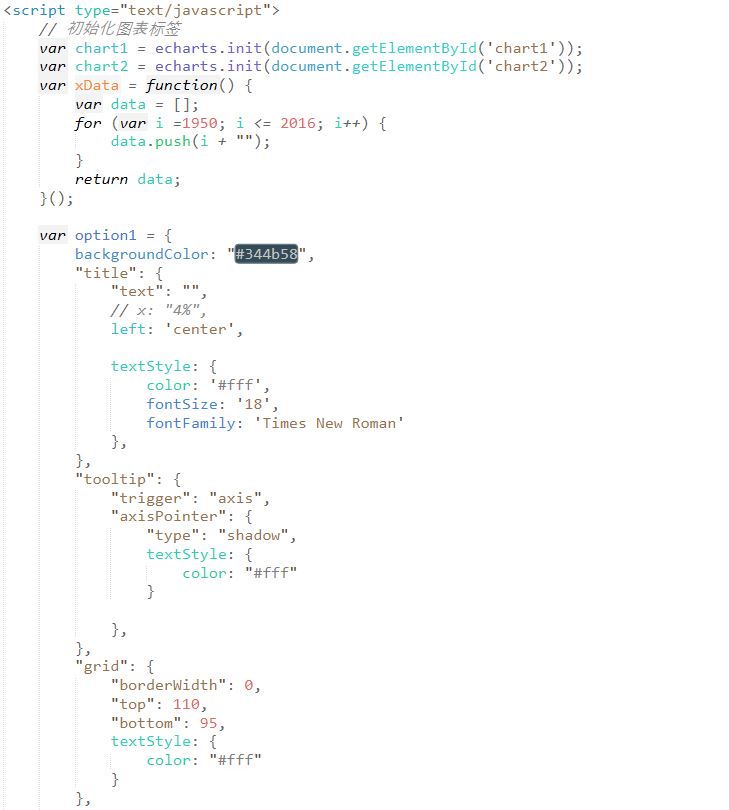 <script type="text/javascript">
    // 初始化图表标签
    var chart1 = echarts.init(document.getElementById('chart1'));
    var chart2 = echarts.init(document.getElementById('chart2'));
    var xData = function() {
        var data = [];
        for (var i =1950; i <= 2016; i++) {
            data.push(i + "");
        }
        return data;
    }();

    var option1 = {
        backgroundColor: "#344b58",
        "title": {
            "text": "",
            // x: "4%",
            left: 'center',

            textStyle: {
                color: '#fff',
                fontSize: '18',
                fontFamily: 'Times New Roman'
            },
        },
        "tooltip": {
            "trigger": "axis",
            "axisPointer": {
                "type": "shadow",
                textStyle: {
                    color: "#fff"
                }

            },
        },
        "grid": {
            "borderWidth": 0,
            "top": 110,
            "bottom": 95,
            textStyle: {
                color: "#fff"
            }
        },